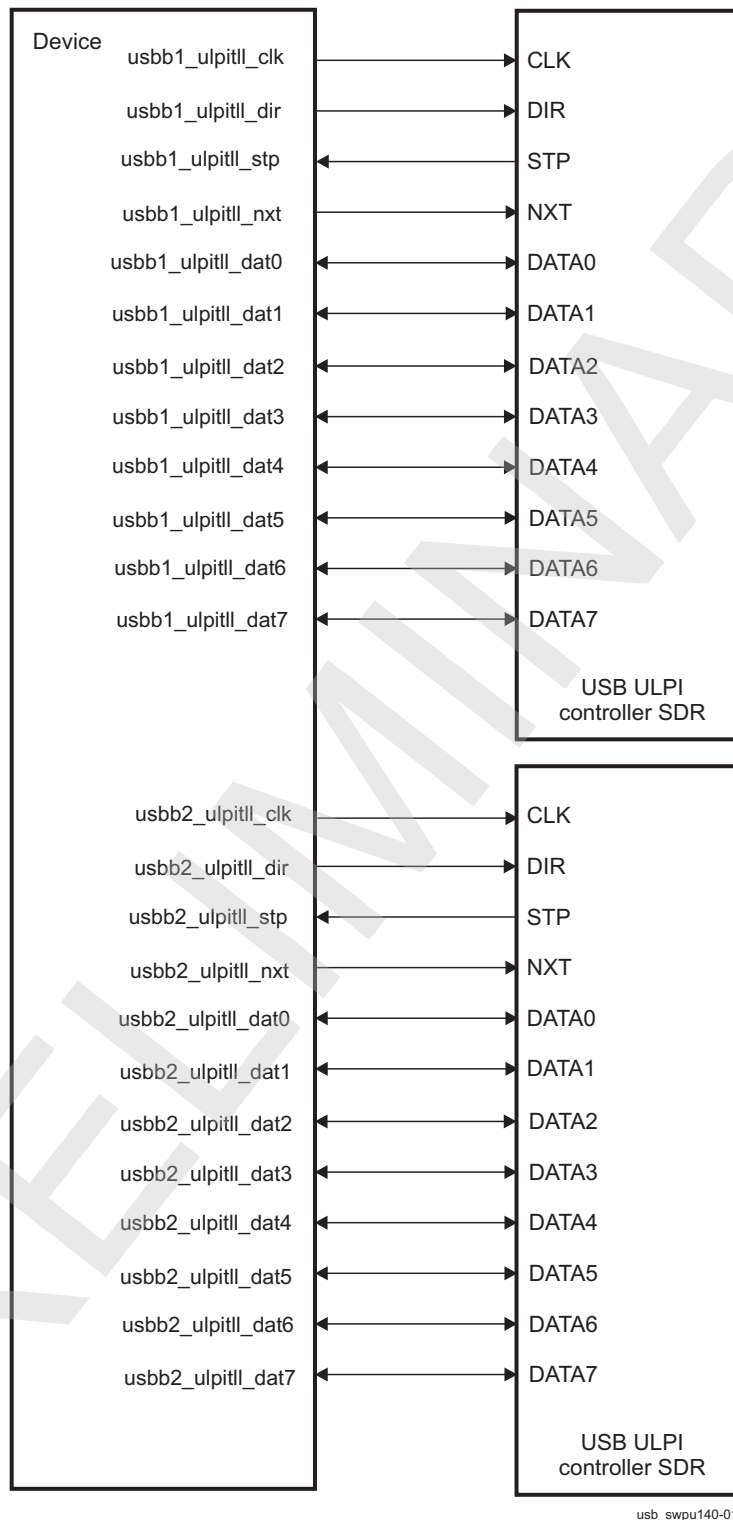 Device
usbb1_ulpitll_clk CLK
usbb1_ulpitll_dir DIR
usbb1_ulpitll_stp STP
usbb1_ulpitll_nxt NXT
usbb1_ulpitll_dat0 DATA0
usbb1_ulpitll_dat1 DATA1
usbb1_ulpitll_dat2 DATA2
usbb1_ulpitll_dat3 DATA3
usbb1_ulpitll_dat4 DATA4
usbb1_ulpitll_dat5 DATA5
usbb1_ulpitll_dat6 DATA6
usbb1_ulpitll_dat7 DATA7
USB ULPI
controller SDR
usbb2_ulpitll_clk CLK
usbb2_ulpitll_dir DIR
usbb2_ulpitll_stp STP
usbb2_ulpitll_nxt NXT
usbb2_ulpitll_dat0 DATA0
usbb2_ulpitll_dat1 DATA1
usbb2_ulpitll_dat2 DATA2
usbb2_ulpitll_dat3 DATA3
usbb2_ulpitll_dat4 DATA4
usbb2_ulpitll_dat5 DATA5
usbb2_ulpitll_dat6 DATA6
usbb2_ulpitll_dat7 DATA7
USB ULPI
controller SDR